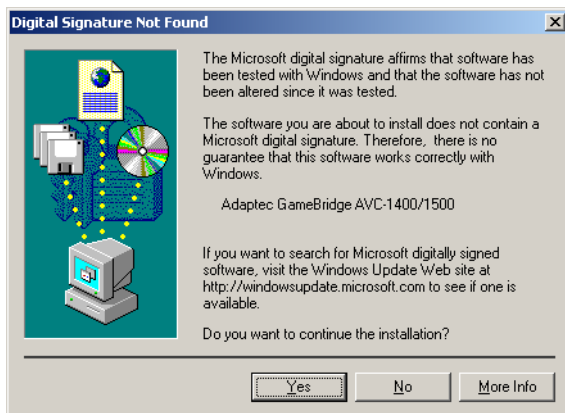 Digital Signature Not Found
The Microsoft digital signature affirms that software has
been tested with Windows and that the software has not
been altered since it was tested.
The software you are about to install does not contain a
Microsoft digital signature. Therefore, there is no
guarantee that this software works correctly with
Windows.
Adaptec GameBridge AVC-1400/1500
If you want to search for Microsoft digitally signed
software, visit the Windows Update Web site at
http://windowsupdate.microsoft.com to see if one is
available.
Do you want to continue the installation?
Yes No More Info